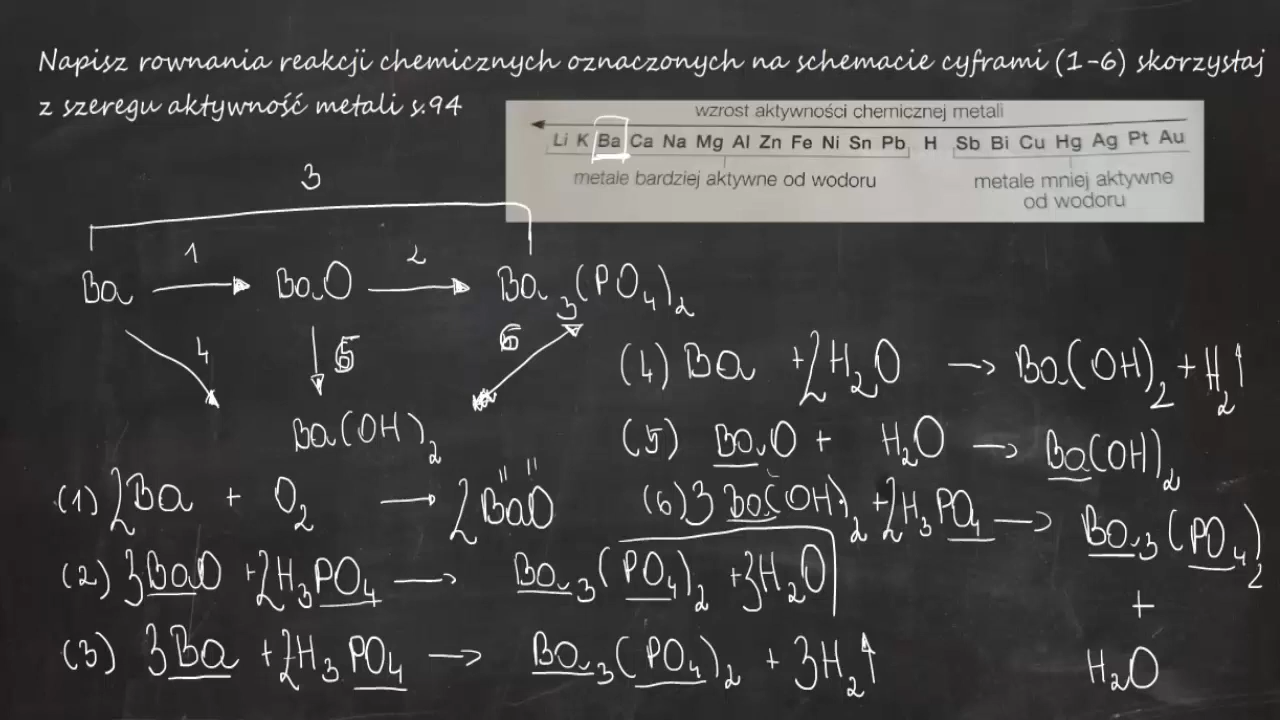 Napisz rownania reakcji chemicznych oznaczonych na schemacie cyframi (1-6) skorzystaj
z szeregu aktywność metali s.94
wzrost aktywności chemicznej metali
Li K Ba Ca Na Mg Al Zn Fe Ni Sn Pb H Sb Bi Cu Hg Ag Pt Au
metale bardziej aktywne od wodoru
metale mniej aktywne
od wodoru
3
1 2
Ba → BaO → Ba₃(PO₄)₂
4 5 6
Ba(OH)₂
(1) 2Ba + O₂ → 2BaO
(2) 3BaO + 2H₃PO₄ → Ba₃(PO₄)₂ + 3H₂O
(3) 3Ba + 2H₃PO₄ → Ba₃(PO₄)₂ + 3H₂↑
(4) Ba + 2H₂O → Ba(OH)₂ + H₂↑
(5) BaO + H₂O → Ba(OH)₂
(6) 3Ba(OH)₂ + 2H₃PO₄ → Ba₃(PO₄)₂
+
H₂O